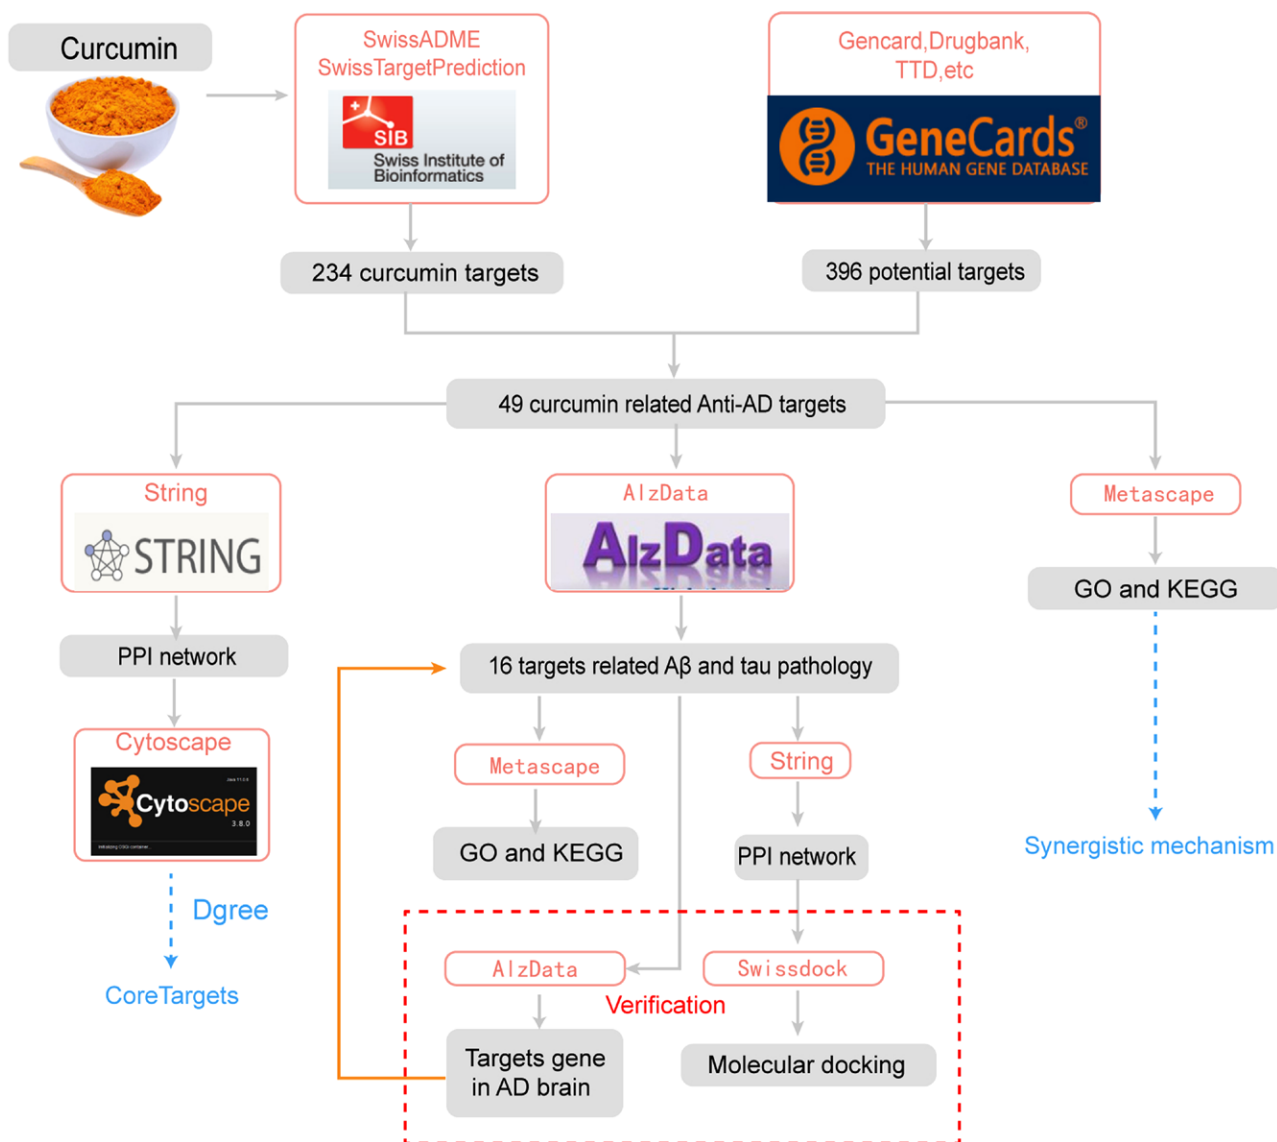 Curcumin
SwissADME
SwissTargetPrediction
SIB
Swiss Institute of
Bioinformatics
Gencard,Drugbank,
TTD,etc
GeneCards®
THE HUMAN GENE DATABASE
234 curcumin targets
396 potential targets
49 curcumin related Anti-AD targets
String
STRING
AlzData
AlzData
Metascape
GO and KEGG
PPI network
16 targets related Aβ and tau pathology
Cytoscape
Cytoscape
3.8.0
Metascape
String
GO and KEGG
PPI network
Synergistic mechanism
Dgree
CoreTargets
AlzData
Swissdock
Verification
Targets gene
in AD brain
Molecular docking